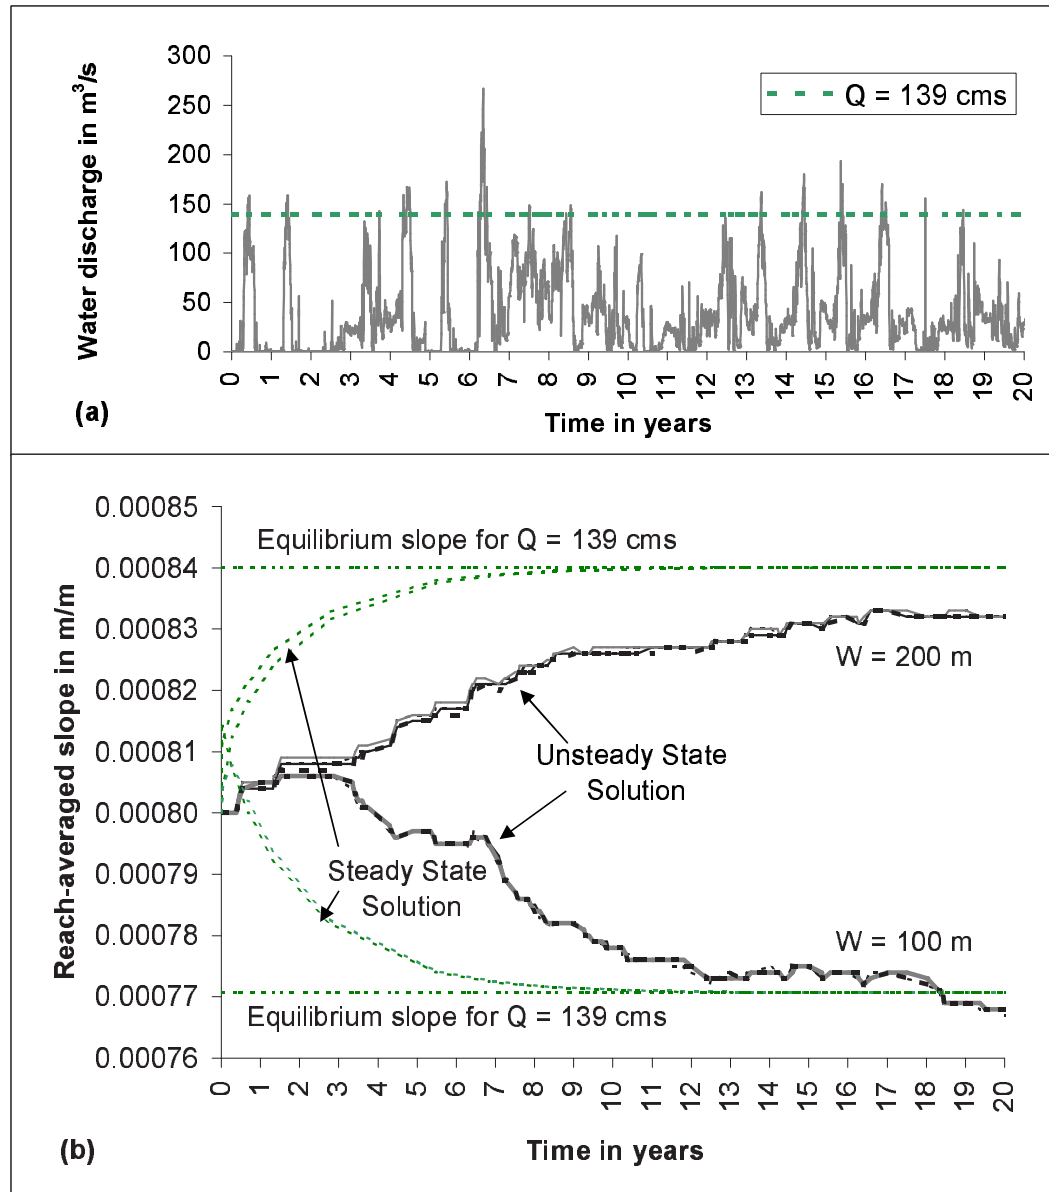 Water discharge in m³/s
300
250
200
150
100
50
0
Q = 139 cms
0 1 2 3 4 5 6 7 8 9 10 11 12 13 14 15 16 17 18 19 20
Time in years
(a)
Reach-averaged slope in m/m
0.00085
0.00084
0.00083
0.00082
0.00081
0.00080
0.00079
0.00078
0.00077
0.00076
Equilibrium slope for Q = 139 cms
W = 200 m
Unsteady State
Solution
Steady State
Solution
W = 100 m
Equilibrium slope for Q = 139 cms
0 1 2 3 4 5 6 7 8 9 10 11 12 13 14 15 16 17 18 19 20
Time in years
(b)